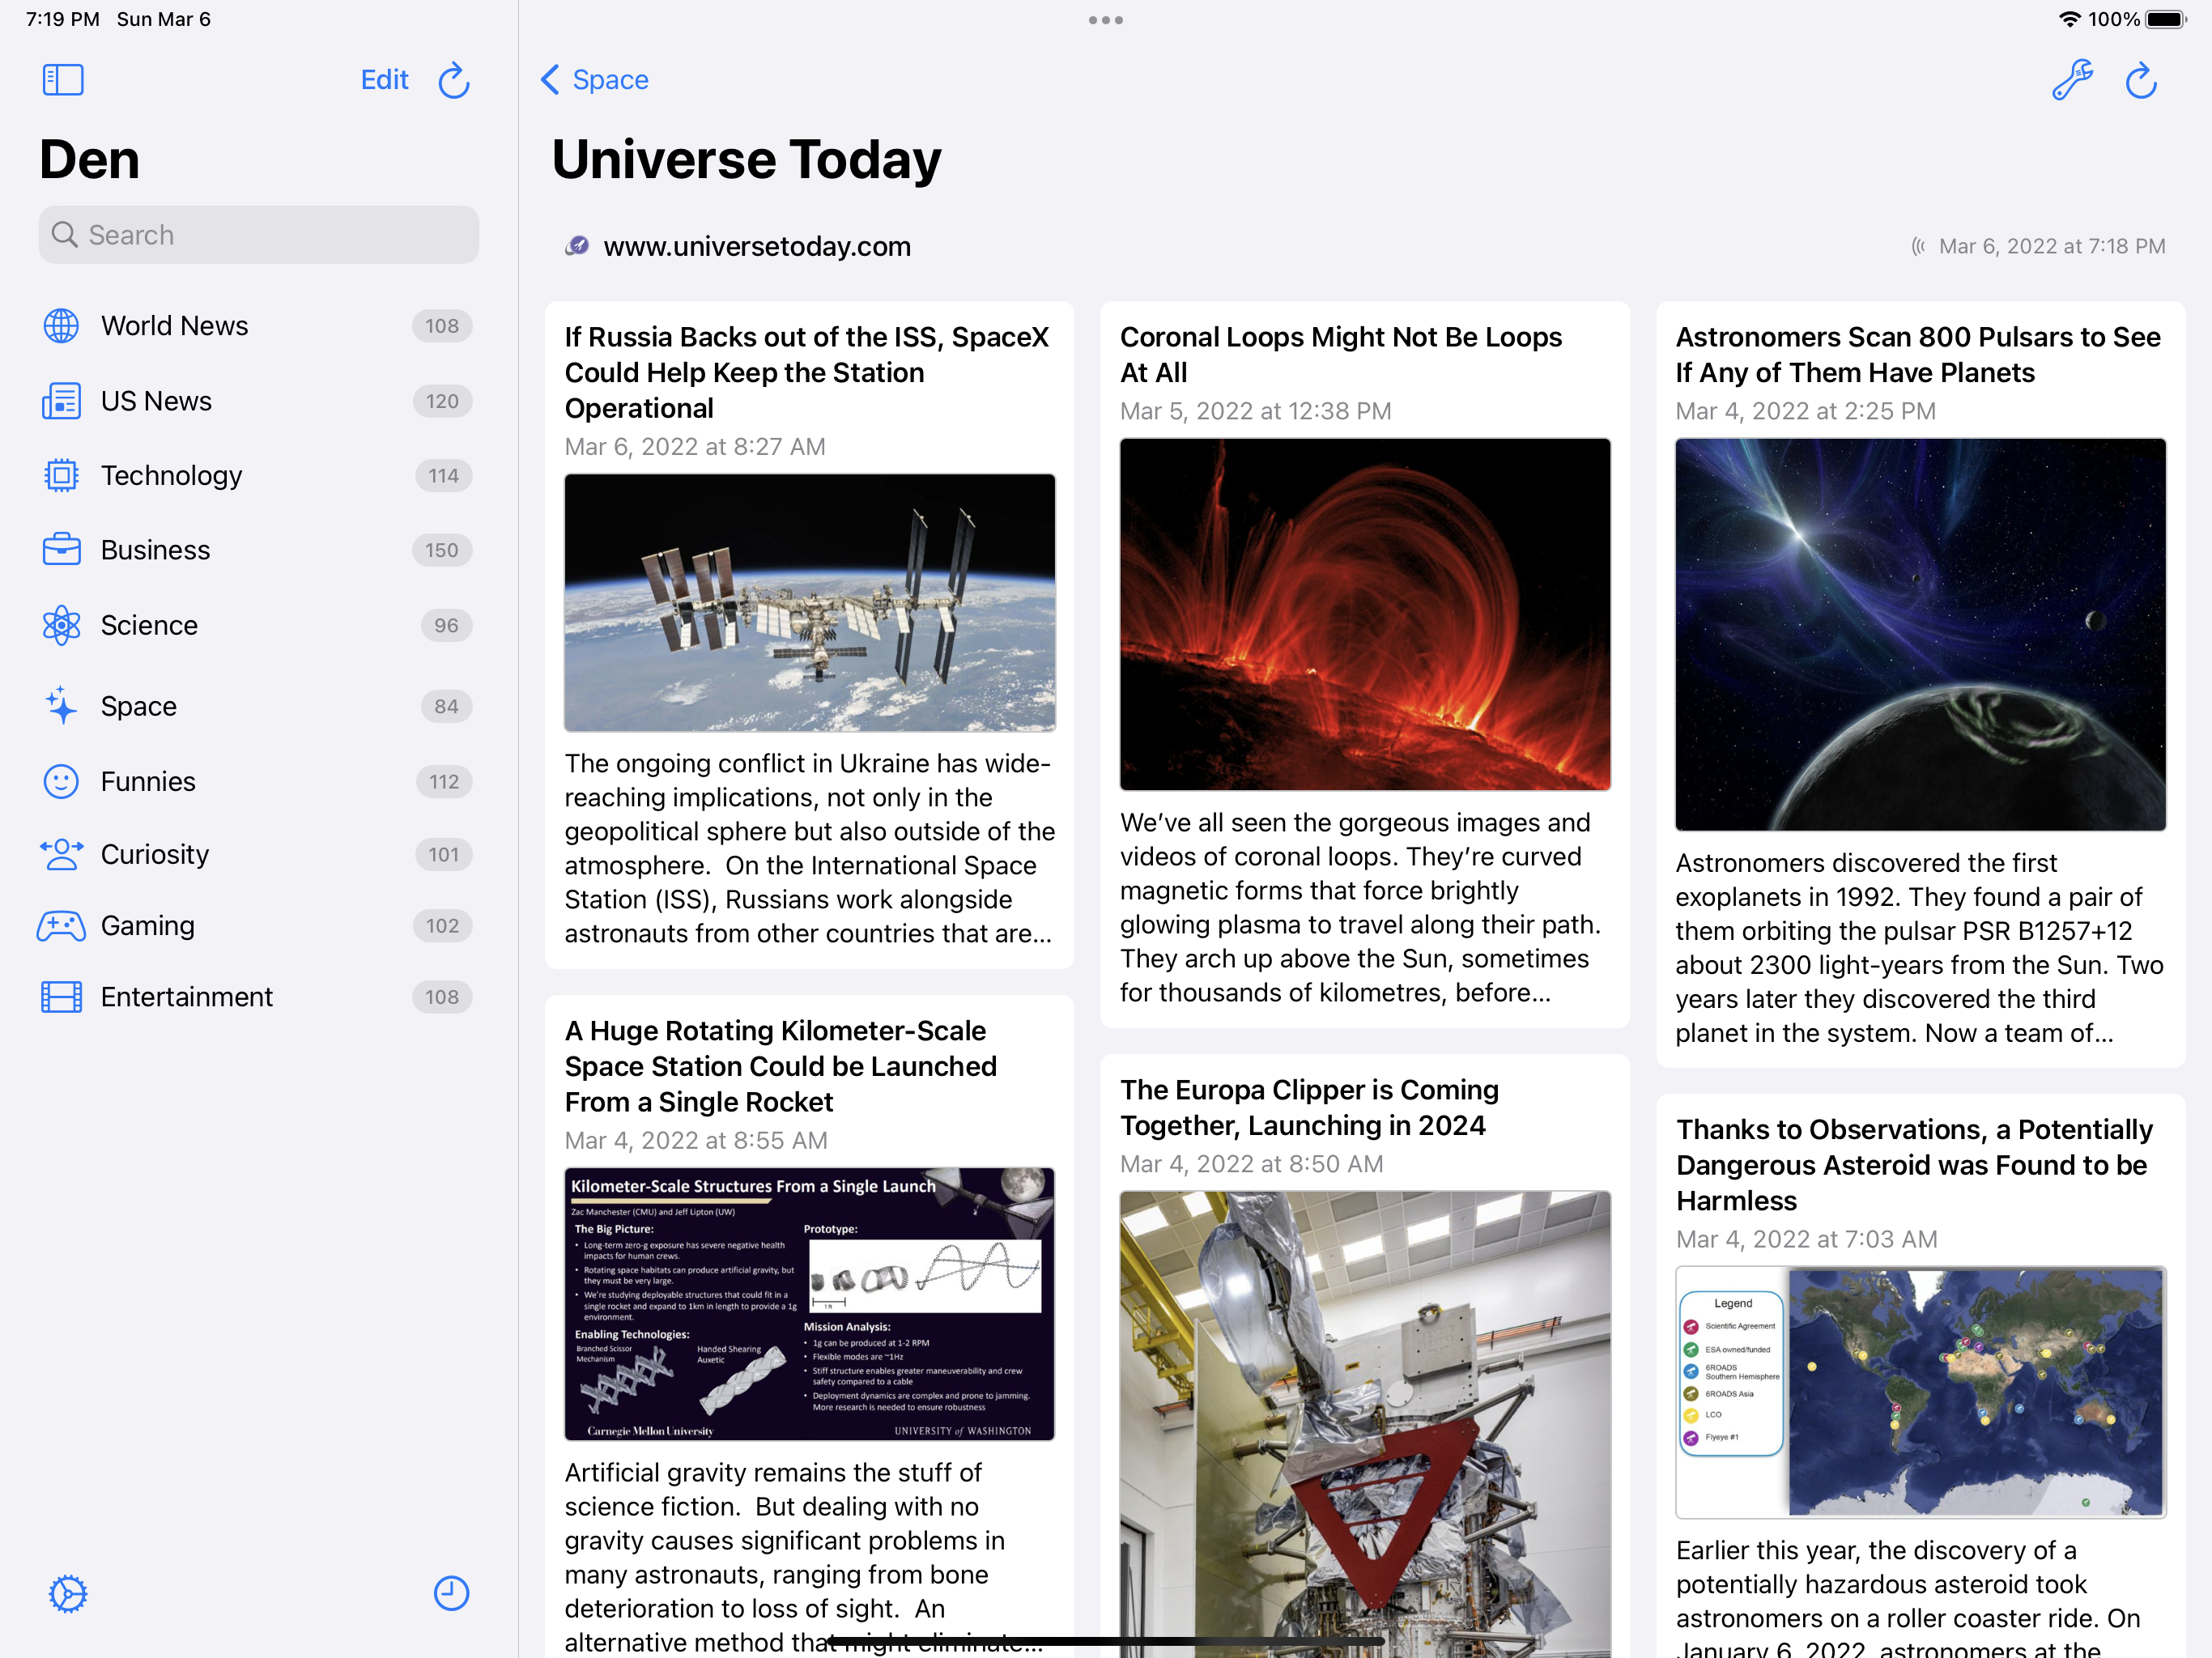 7:19 PM Sun Mar 6
100%
Edit
Den
Search
World News 108
US News 120
Technology 114
Business 150
Science 96
Space 84
Funnies 112
Curiosity 101
Gaming 102
Entertainment 108
Space
Universe Today
www.universetoday.com
Mar 6, 2022 at 7:18 PM
If Russia Backs out of the ISS, SpaceX
Could Help Keep the Station
Operational
Mar 6, 2022 at 8:27 AM
The ongoing conflict in Ukraine has wide-
reaching implications, not only in the
geopolitical sphere but also outside of the
atmosphere.  On the International Space
Station (ISS), Russians work alongside
astronauts from other countries that are...
A Huge Rotating Kilometer-Scale
Space Station Could be Launched
From a Single Rocket
Mar 4, 2022 at 8:55 AM
Kilometer-Scale Structures From a Single Launch
Zac Manchester (CMU) and Jeff Lipton (UW)
The Big Picture:
• Long-term zero-g exposure has severe negative health
impacts for human crews.
• Rotating space habitats can produce artificial gravity, but
they must be very large.
• We're studying deployable structures that could fit in a
single rocket and expand to 1km in length to provide a 1g
environment.
Enabling Technologies:
Branched Scissor
Mechanism
Handed Shearing
Auxetic
Prototype:
1 ft
Mission Analysis:
• 1g can be produced at 1-2 RPM
• Flexible modes are ~1Hz
• Stiff structure enables greater maneuverability and crew
safety compared to a cable
• Deployment dynamics are complex and prone to jamming.
More research is needed to ensure robustness
Carnegie Mellon University
UNIVERSITY of WASHINGTON
Artificial gravity remains the stuff of
science fiction.  But dealing with no
gravity causes significant problems in
many astronauts, ranging from bone
deterioration to loss of sight.  An
alternative method that might eliminate...
Coronal Loops Might Not Be Loops
At All
Mar 5, 2022 at 12:38 PM
We've all seen the gorgeous images and
videos of coronal loops. They're curved
magnetic forms that force brightly
glowing plasma to travel along their path.
They arch up above the Sun, sometimes
for thousands of kilometres, before...
The Europa Clipper is Coming
Together, Launching in 2024
Mar 4, 2022 at 8:50 AM
Astronomers Scan 800 Pulsars to See
If Any of Them Have Planets
Mar 4, 2022 at 2:25 PM
Astronomers discovered the first
exoplanets in 1992. They found a pair of
them orbiting the pulsar PSR B1257+12
about 2300 light-years from the Sun. Two
years later they discovered the third
planet in the system. Now a team of...
Thanks to Observations, a Potentially
Dangerous Asteroid was Found to be
Harmless
Mar 4, 2022 at 7:03 AM
Legend
Scientific Agreement
ESA owned/funded
6ROADS
Southern Hemisphere
6ROADS Asia
LCO
Flyeye #1
Earlier this year, the discovery of a
potentially hazardous asteroid took
astronomers on a roller coaster ride. On
January 6, 2022, astronomers at the